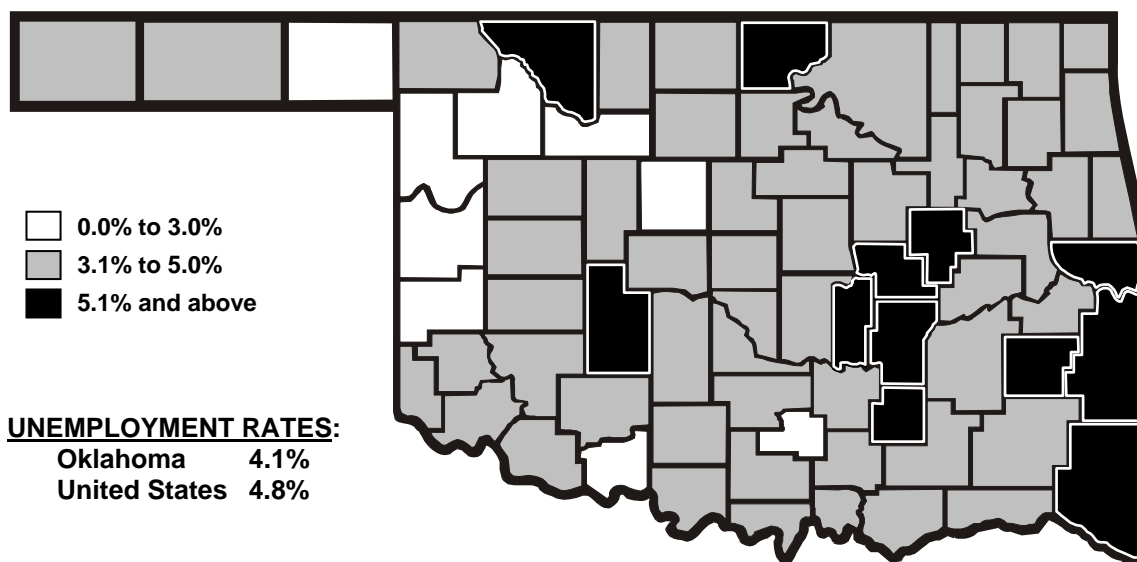 0.0% to 3.0%
3.1% to 5.0%
5.1% and above
UNEMPLOYMENT RATES:
Oklahoma 4.1%
United States 4.8%